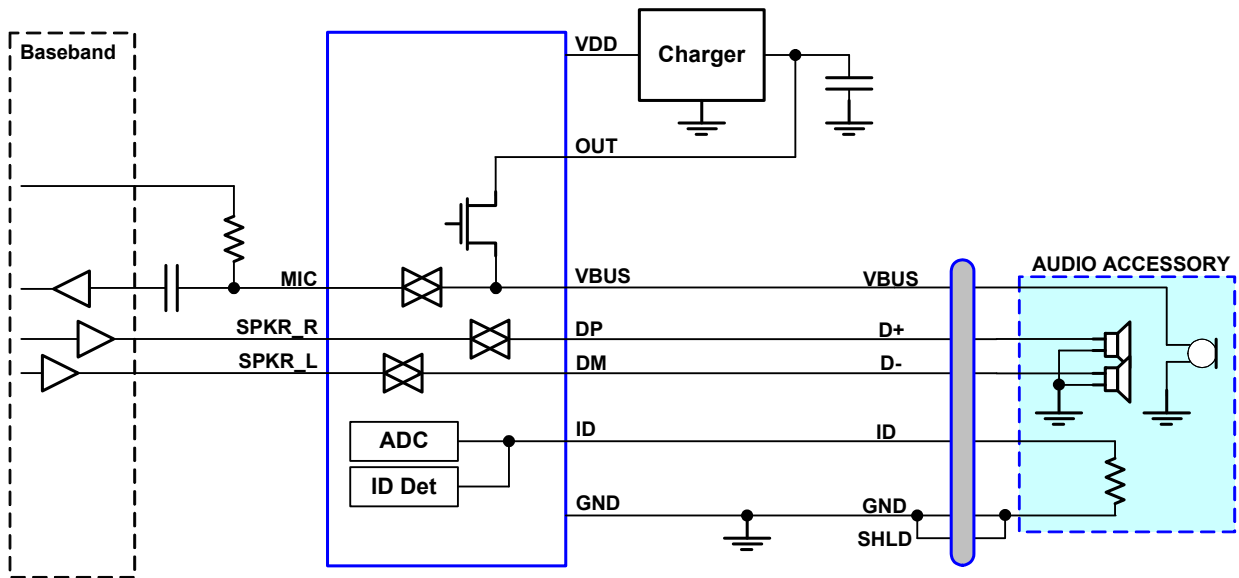 Baseband
VDD
Charger
OUT
AUDIO ACCESSORY
MIC
VBUS
VBUS
SPKR_R
DP
D+
SPKR_L
DM
D-
ADC
ID
ID
ID Det
GND
GND
SHLD